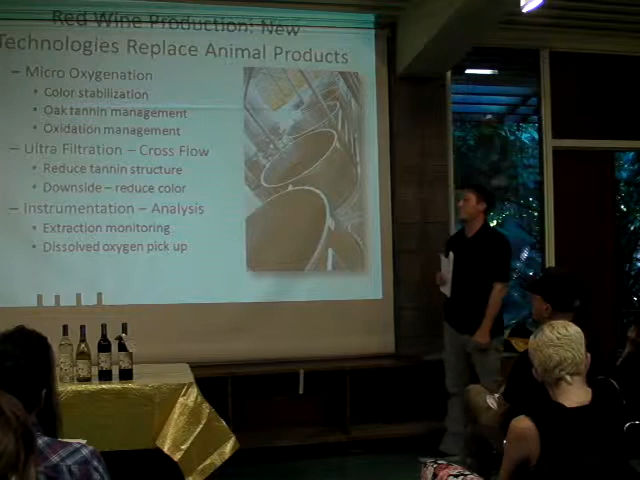 Red Wine Production: New
Technologies Replace Animal Products
– Micro Oxygenation
• Color stabilization
• Oak tannin management
• Oxidation management
– Ultra Filtration – Cross Flow
• Reduce tannin structure
• Downside – reduce color
– Instrumentation – Analysis
• Extraction monitoring
• Dissolved oxygen pick up